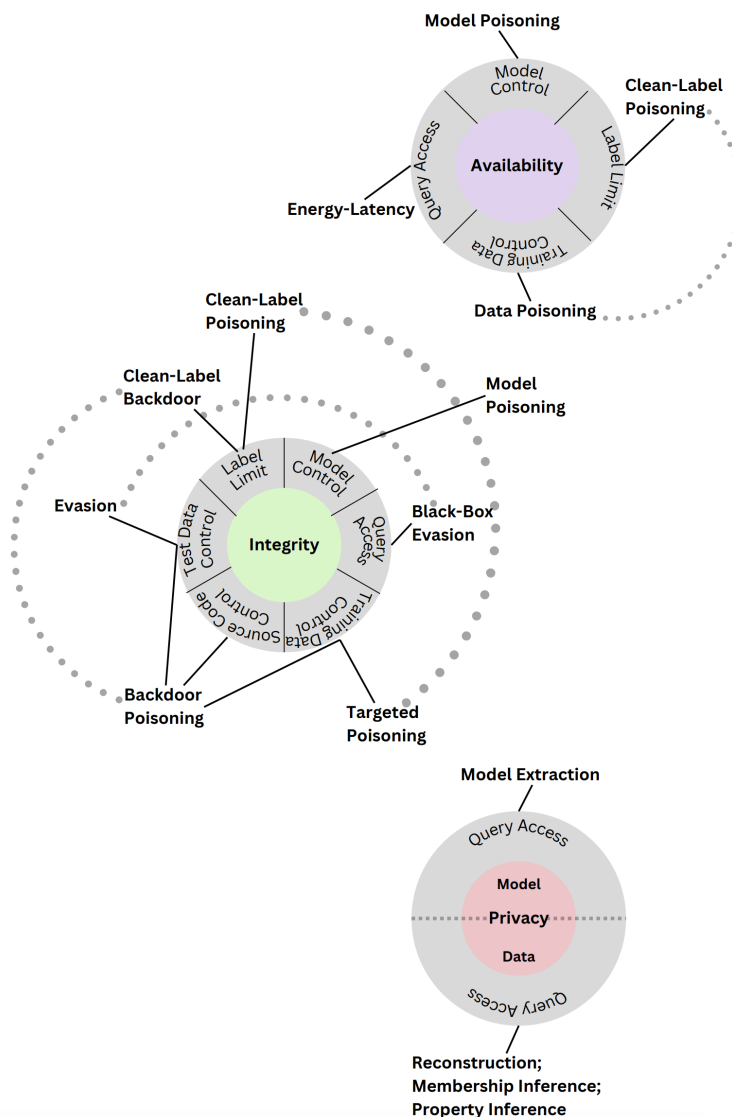 Model Poisoning
Model
Control
Clean-Label
Poisoning
Query Access
Availability
Label Limit
Energy-Latency
Training Data
Control
Data Poisoning
Clean-Label
Poisoning
Clean-Label
Backdoor
Model
Poisoning
Label
Limit
Model
Control
Evasion
Test Data
Control
Integrity
Query
Access
Black-Box
Evasion
Source Code
Control
Training Data
Control
Backdoor
Poisoning
Targeted
Poisoning
Model Extraction
Query Access
Model
Privacy
Data
Query Access
Reconstruction;
Membership Inference;
Property Inference